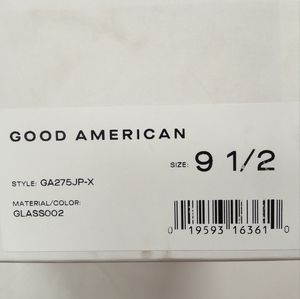 GOOD AMERICAN
SIZE: 9 1/2
STYLE: GA275JP-X
MATERIAL/COLOR:
GLASS002
0 19593 16361 0